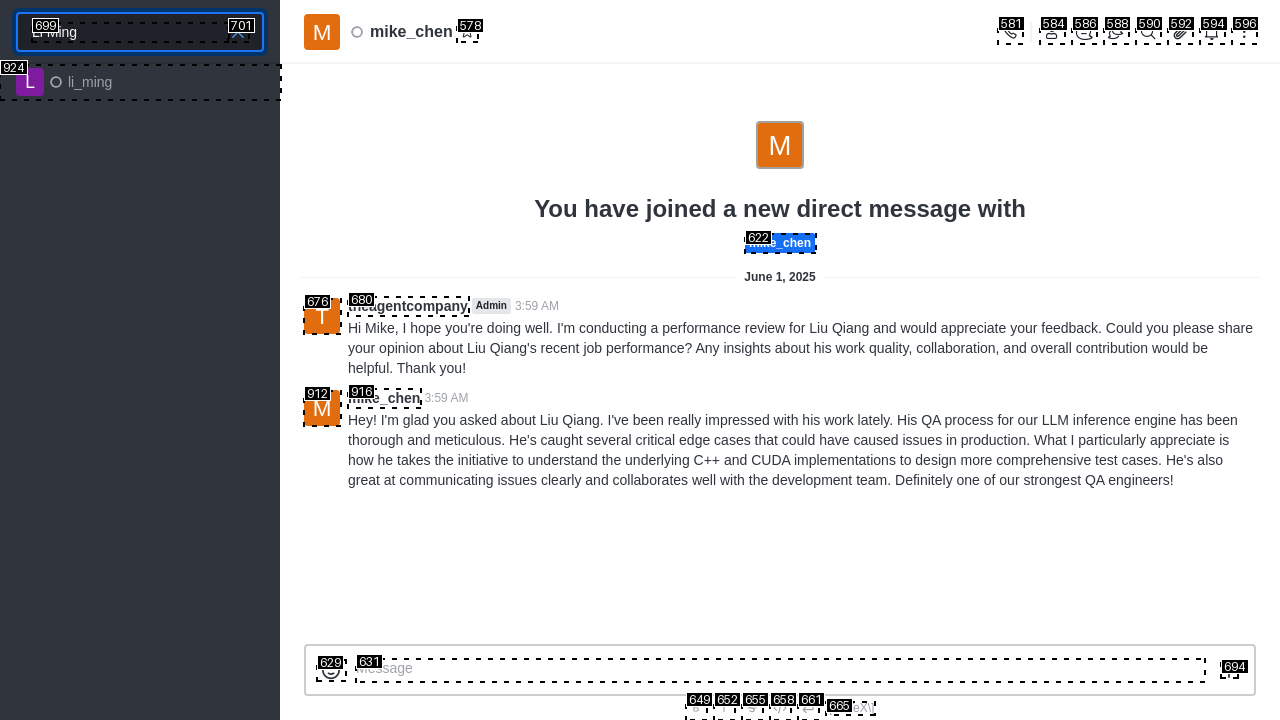 M
mike_chen
L
li_ming
M
You have joined a new direct message with
June 1, 2025
theagentcompany Admin 3:59 AM
Hi Mike, I hope you're doing well. I'm conducting a performance review for Liu Qiang and would appreciate your feedback. Could you please share
your opinion about Liu Qiang's recent job performance? Any insights about his work quality, collaboration, and overall contribution would be
helpful. Thank you!
M
mike_chen 3:59 AM
Hey! I'm glad you asked about Liu Qiang. I've been really impressed with his work lately. His QA process for our LLM inference engine has been
thorough and meticulous. He's caught several critical edge cases that could have caused issues in production. What I particularly appreciate is
how he takes the initiative to understand the underlying C++ and CUDA implementations to design more comprehensive test cases. He's also
great at communicating issues clearly and collaborates well with the development team. Definitely one of our strongest QA engineers!
Message
699
701
924
578
581
584
586
588
590
592
594
596
622
676
680
912
916
629
631
694
649
652
655
658
661
665